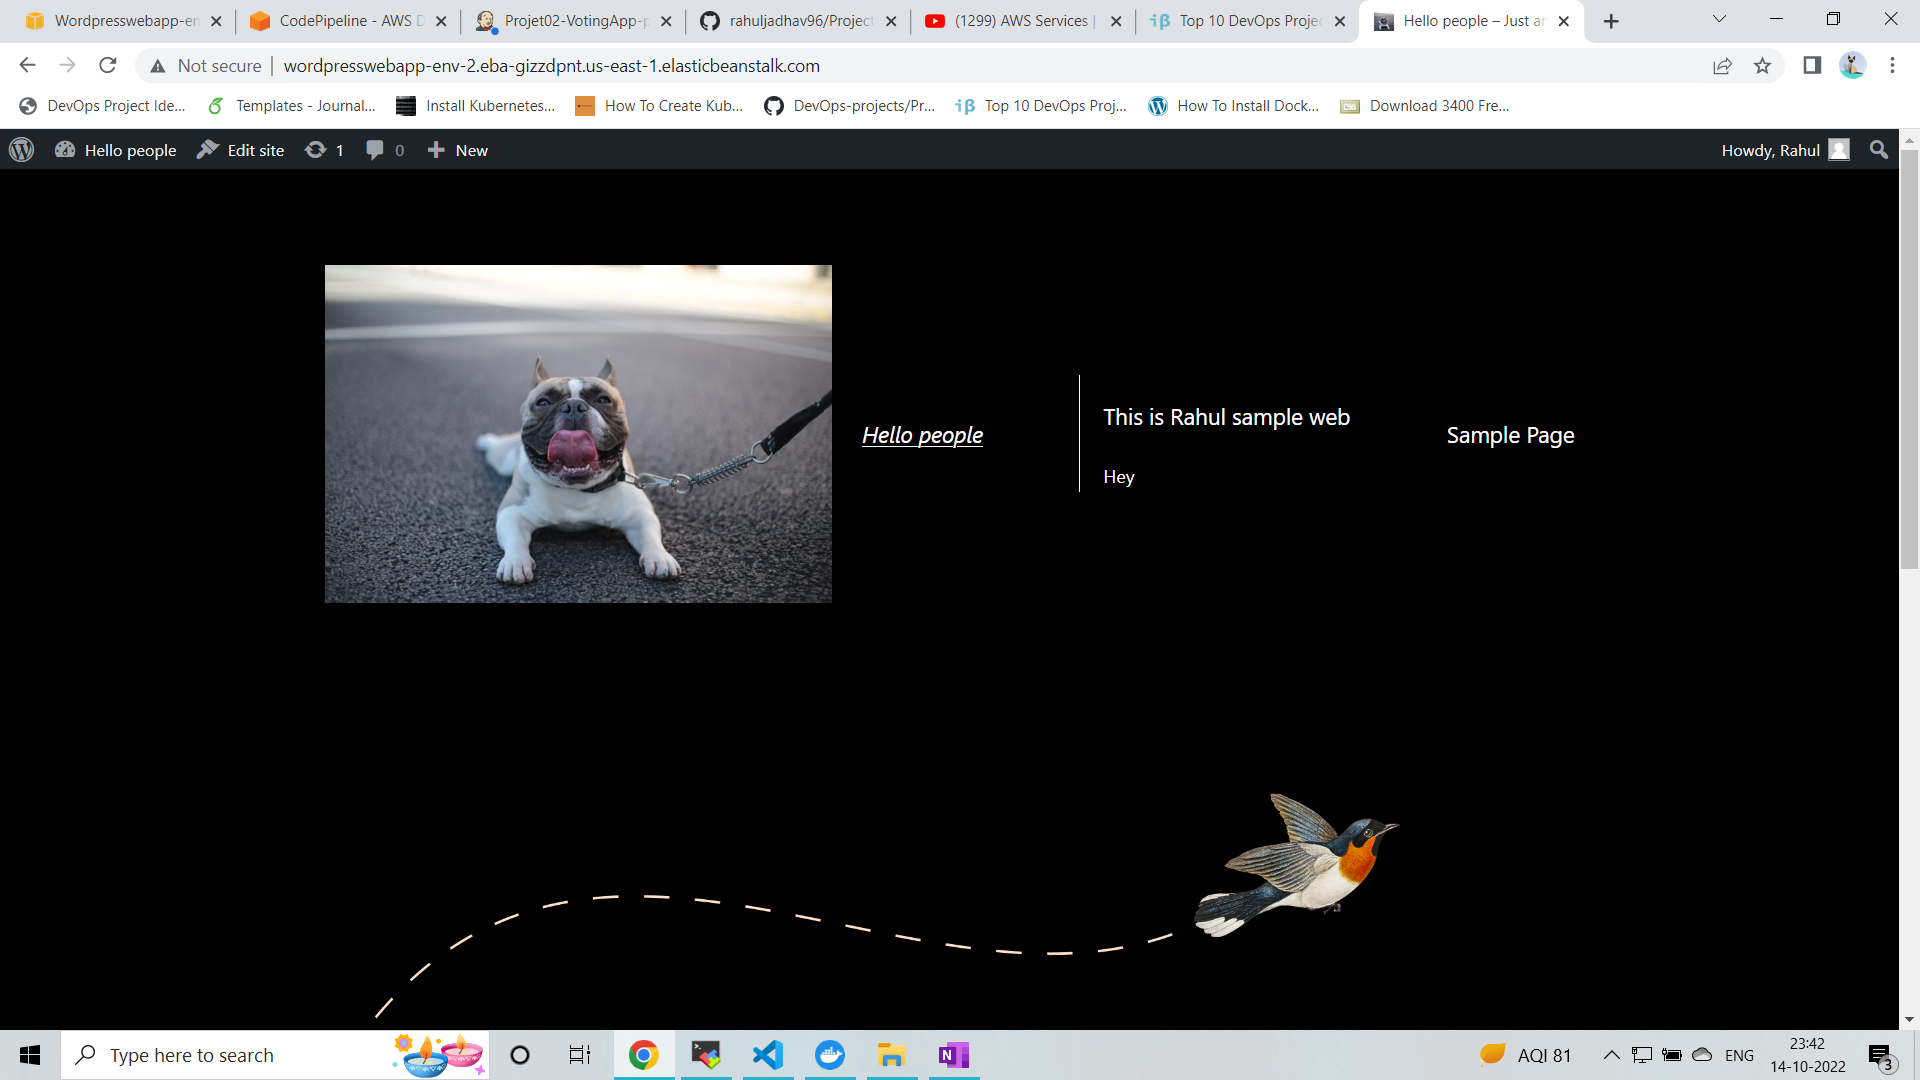 Wordpresswebapp-en
CodePipeline - AWS D
Projet02-VotingApp-p
rahuljadhav96/Project
(1299) AWS Services |
Top 10 DevOps Projec
Hello people – Just an
Not secure
wordpresswebapp-env-2.eba-gizzdpnt.us-east-1.elasticbeanstalk.com
DevOps Project Ide...
Templates - Journal...
Install Kubernetes...
How To Create Kub...
DevOps-projects/Pr...
Top 10 DevOps Proj...
How To Install Dock...
Download 3400 Fre...
Hello people
Edit site
1
0
New
Howdy, Rahul
Hello people
This is Rahul sample web
Hey
Sample Page
Type here to search
AQI 81
ENG
23:42
14-10-2022
3